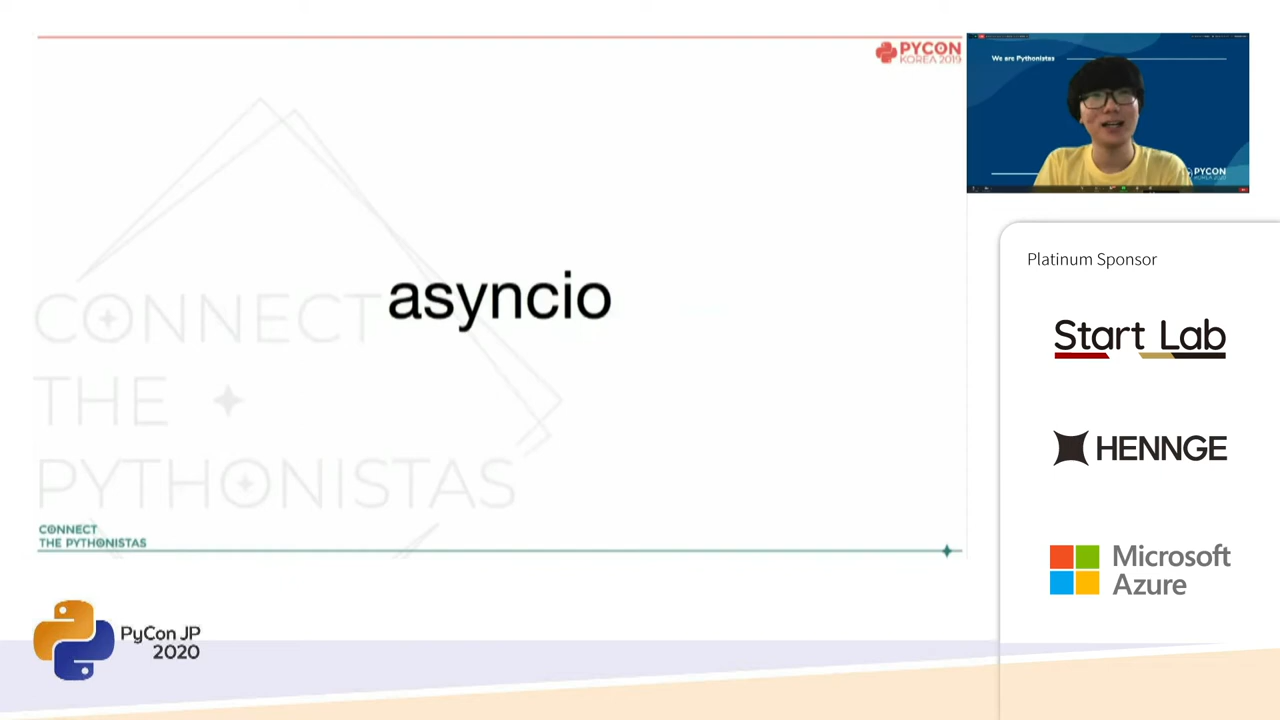 PYCON
KOREA 2019
asyncio
CONNECT
THE
PYTHONISTAS
CONNECT
THE PYTHONISTAS
We are Pythonistas
PYCON
KOREA 2020
Platinum Sponsor
Start Lab
HENNGE
Microsoft
Azure
PyCon JP
2020